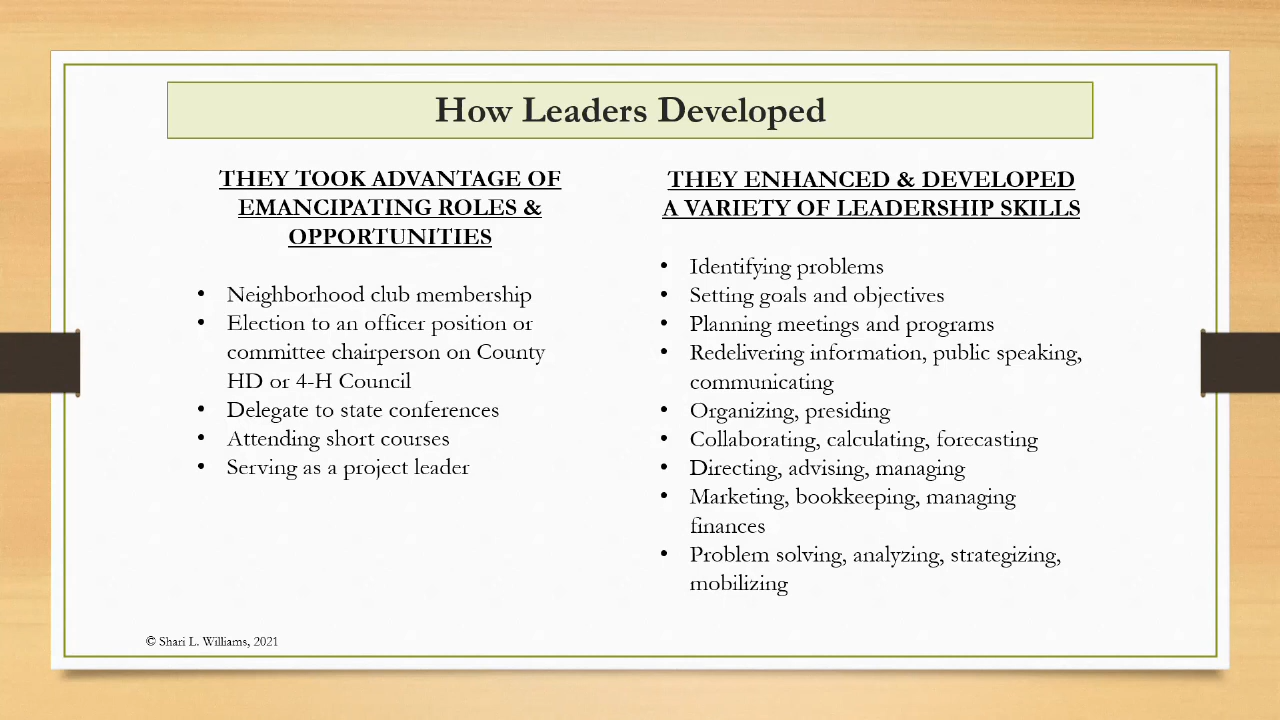 How Leaders Developed
THEY TOOK ADVANTAGE OF
EMANCIPATING ROLES &
OPPORTUNITIES
• Neighborhood club membership
• Election to an officer position or
committee chairperson on County
HD or 4-H Council
• Delegate to state conferences
• Attending short courses
• Serving as a project leader
THEY ENHANCED & DEVELOPED
A VARIETY OF LEADERSHIP SKILLS
• Identifying problems
• Setting goals and objectives
• Planning meetings and programs
• Redelivering information, public speaking,
communicating
• Organizing, presiding
• Collaborating, calculating, forecasting
• Directing, advising, managing
• Marketing, bookkeeping, managing
finances
• Problem solving, analyzing, strategizing,
mobilizing
© Shari L. Williams, 2021